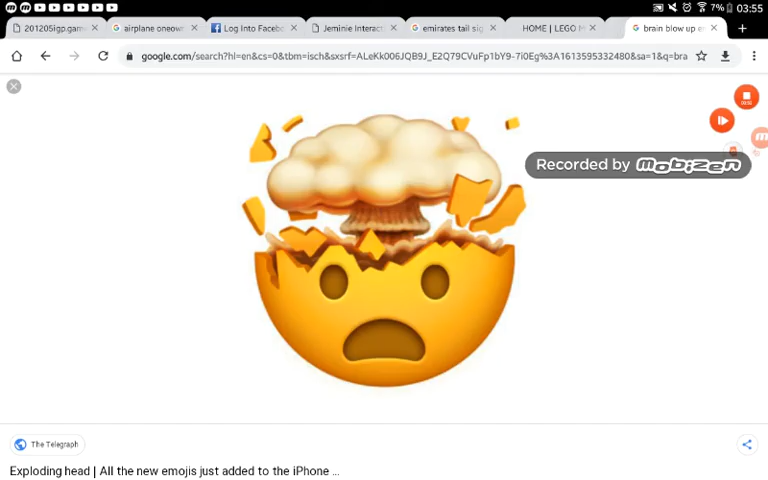 7% 03:55
201205igp.gam
airplane oneow
Log Into Facebo
Jeminie Interact
emirates tail sig
HOME | LEGO M
brain blow up e
google.com/search?hl=en&cs=0&tbm=isch&sxsrf=ALeKk006JQB9J_E2Q79CVuFp1bY9-7i0Eg%3A1613595332480&sa=1&q=bra
Recorded by mobizen
The Telegraph
Exploding head | All the new emojis just added to the iPhone ...